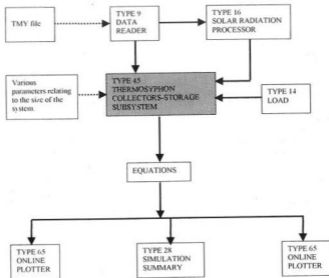 TMY file
TYPE 9
DATA
READER
TYPE 16
SOLAR RADIATION
PROCESSOR
Various
parameters relating
to the size of the
system.
TYPE 45
THERMOSYPHON
COLLECTORS-STORAGE
SUBSYSTEM
TYPE 14
LOAD
EQUATIONS
TYPE 65
ONLINE
PLOTTER
TYPE 28
SIMULATION
SUMMARY
TYPE 65
ONLINE
PLOTTER